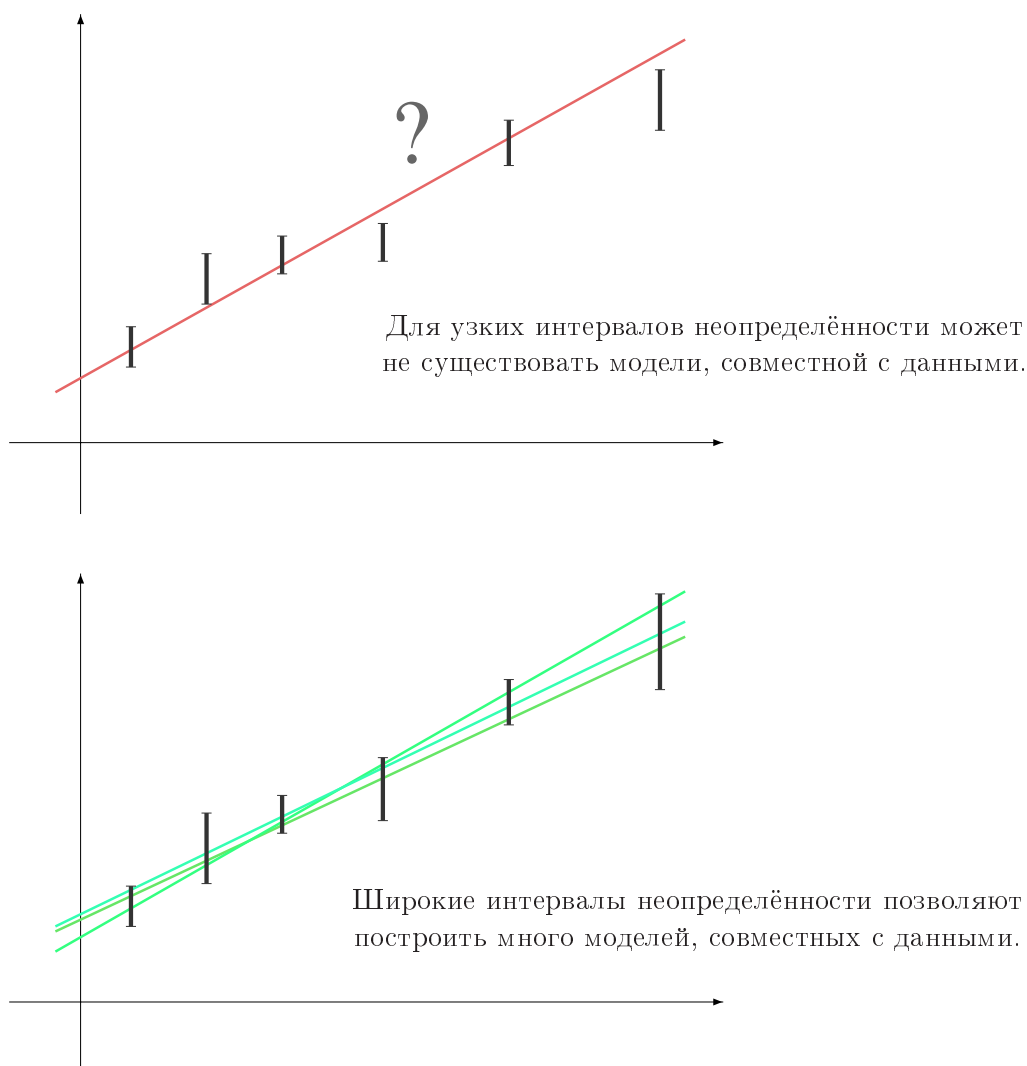 ?
Для узких интервалов неопределённости может
не существовать модели, совместной с данными.
Широкие интервалы неопределённости позволяют
построить много моделей, совместных с данными.